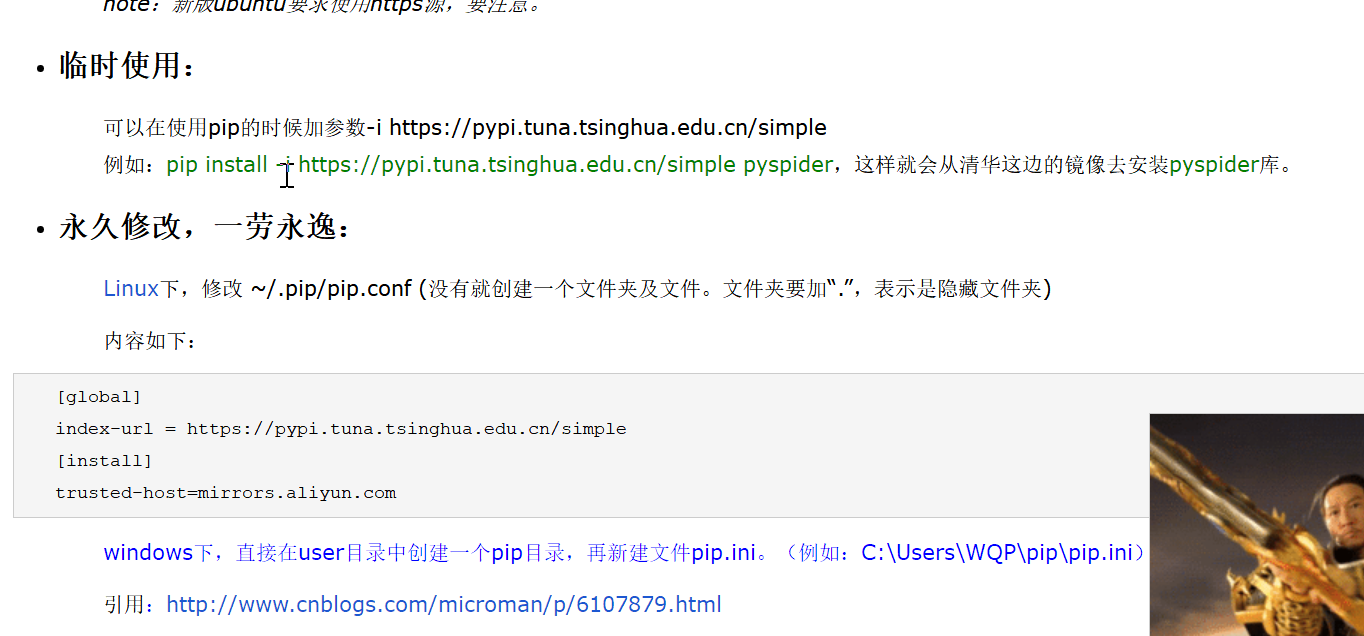 note：新版ubuntu要求使用https源，要注意。
临时使用：
可以在使用pip的时候加参数-i https://pypi.tuna.tsinghua.edu.cn/simple
例如：pip install -i https://pypi.tuna.tsinghua.edu.cn/simple pyspider，这样就会从清华这边的镜像去安装pyspider库。
永久修改，一劳永逸：
Linux下，修改 ~/.pip/pip.conf (没有就创建一个文件夹及文件。文件夹要加“.”，表示是隐藏文件夹)
内容如下：
[global]
index-url = https://pypi.tuna.tsinghua.edu.cn/simple
[install]
trusted-host=mirrors.aliyun.com
windows下，直接在user目录中创建一个pip目录，再新建文件pip.ini。（例如：C:\Users\WQP\pip\pip.ini）
引用：http://www.cnblogs.com/microman/p/6107879.html